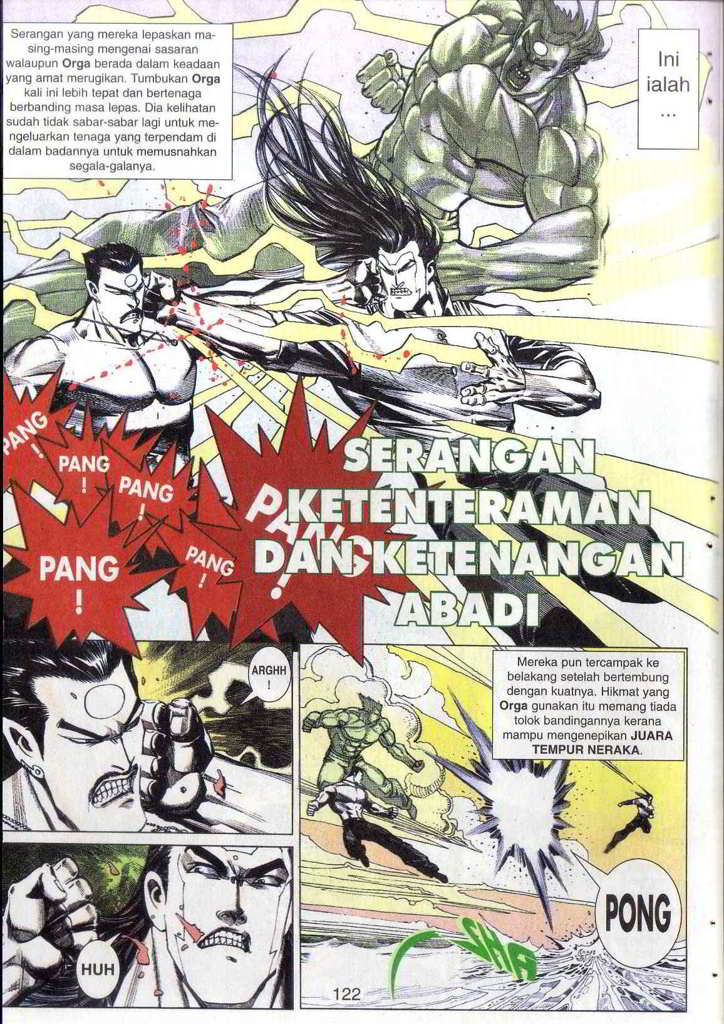 Serangan yang mereka lepaskan ma-
sing-masing mengenai sasaran
walaupun Orga berada dalam keadaan
yang amat merugikan. Tumbukan Orga
kali ini lebih tepat dan bertenaga
berbanding masa lepas. Dia kelihatan
sudah tidak sabar-sabar lagi untuk me-
ngeluarkan tenaga yang terpendam di
dalam badannya untuk memusnahkan
segala-galanya.
Ini
ialah
...
PANG
!
PANG
!
PANG
!
PANG
!
PANG
!
PANG
!
SERANGAN
KETENTERAMAN
DAN KETENANGAN
ABADI
ARGHH
!
HUH
Mereka pun tercampak ke
belakang setelah bertembung
dengan kuatnya. Hikmat yang
Orga gunakan itu memang tiada
tolok bandingannya kerana
mampu mengenepikan JUARA
TEMPUR NERAKA.
PONG
122